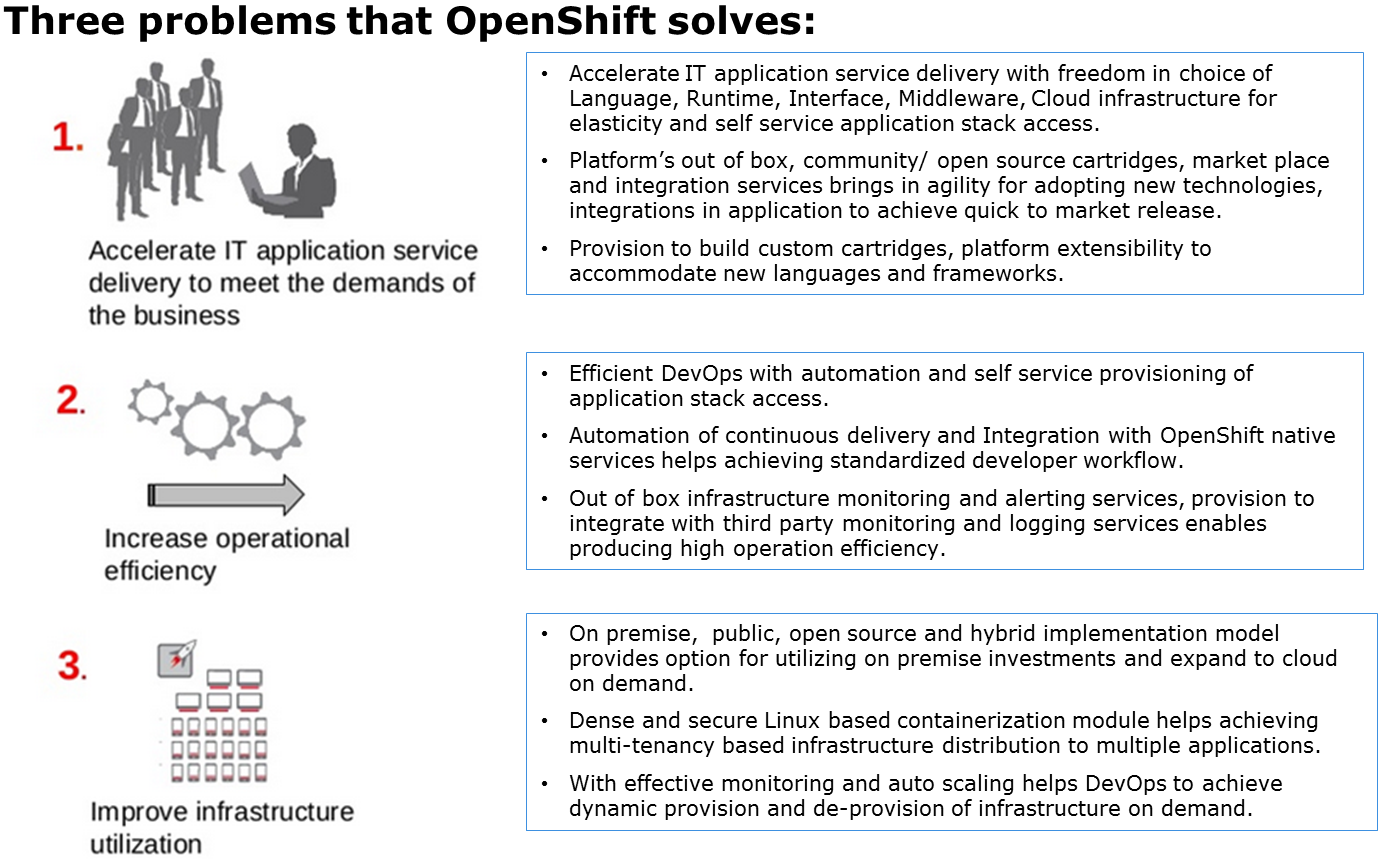 Three problems that OpenShift solves:
1.
Accelerate IT application service
delivery to meet the demands of
the business
• Accelerate IT application service delivery with freedom in choice of
Language, Runtime, Interface, Middleware, Cloud infrastructure for
elasticity and self service application stack access.
• Platform’s out of box, community/ open source cartridges, market place
and integration services brings in agility for adopting new technologies,
integrations in application to achieve quick to market release.
• Provision to build custom cartridges, platform extensibility to
accommodate new languages and frameworks.
2.
Increase operational
efficiency
• Efficient DevOps with automation and self service provisioning of
application stack access.
• Automation of continuous delivery and Integration with OpenShift native
services helps achieving standardized developer workflow.
• Out of box infrastructure monitoring and alerting services, provision to
integrate with third party monitoring and logging services enables
producing high operation efficiency.
3.
Improve infrastructure
utilization
• On premise,  public, open source and hybrid implementation model
provides option for utilizing on premise investments and expand to cloud
on demand.
• Dense and secure Linux based containerization module helps achieving
multi-tenancy based infrastructure distribution to multiple applications.
• With effective monitoring and auto scaling helps DevOps to achieve
dynamic provision and de-provision of infrastructure on demand.